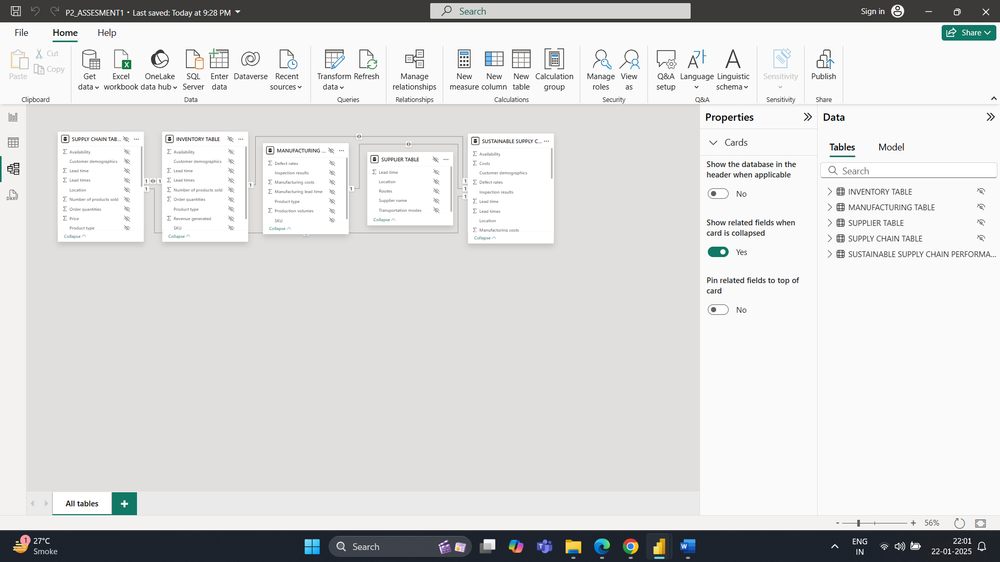 P2_ASSESMENT1 • Last saved: Today at 9:28 PM
Search
Sign in
File
Home
Help
Share
Paste
Cut
Copy
Clipboard
Get data
Excel workbook
OneLake data hub
SQL Server
Enter data
Dataverse
Recent sources
Data
Transform data
Refresh
Queries
Manage relationships
Relationships
New measure
New column
New table
Calculation group
Calculations
Manage roles
View as
Security
Q&A setup
Language
Linguistic schema
Q&A
Sensitivity
Sensitivity
Publish
Share
DAX
SUPPLY CHAIN TAB...
Availability
Customer demographics
Lead time
Lead times
Location
Number of products sold
Order quantities
Price
Product type
Collapse
1
1
1
INVENTORY TABLE
Availability
Customer demographics
Lead time
Lead times
Number of products sold
Order quantities
Product type
Revenue generated
SKU
Collapse
1
MANUFACTURING ...
Defect rates
Inspection results
Manufacturing costs
Manufacturing lead time
Product type
Production volumes
SKU
Collapse
1
SUPPLIER TABLE
Lead time
Location
Routes
Supplier name
Transportation modes
Collapse
1
1
1
SUSTAINABLE SUPPLY C...
Availability
Costs
Customer demographics
Defect rates
Inspection results
Lead time
Lead times
Location
Manufacturing costs
Collapse
Properties
Cards
Show the database in the
header when applicable
No
Show related fields when
card is collapsed
Yes
Pin related fields to top of
card
No
Data
Tables
Model
Search
INVENTORY TABLE
MANUFACTURING TABLE
SUPPLIER TABLE
SUPPLY CHAIN TABLE
SUSTAINABLE SUPPLY CHAIN PERFORMA...
All tables
+
- + 56%
1
27°C
Smoke
Search
ENG
IN
22:01
22-01-2025